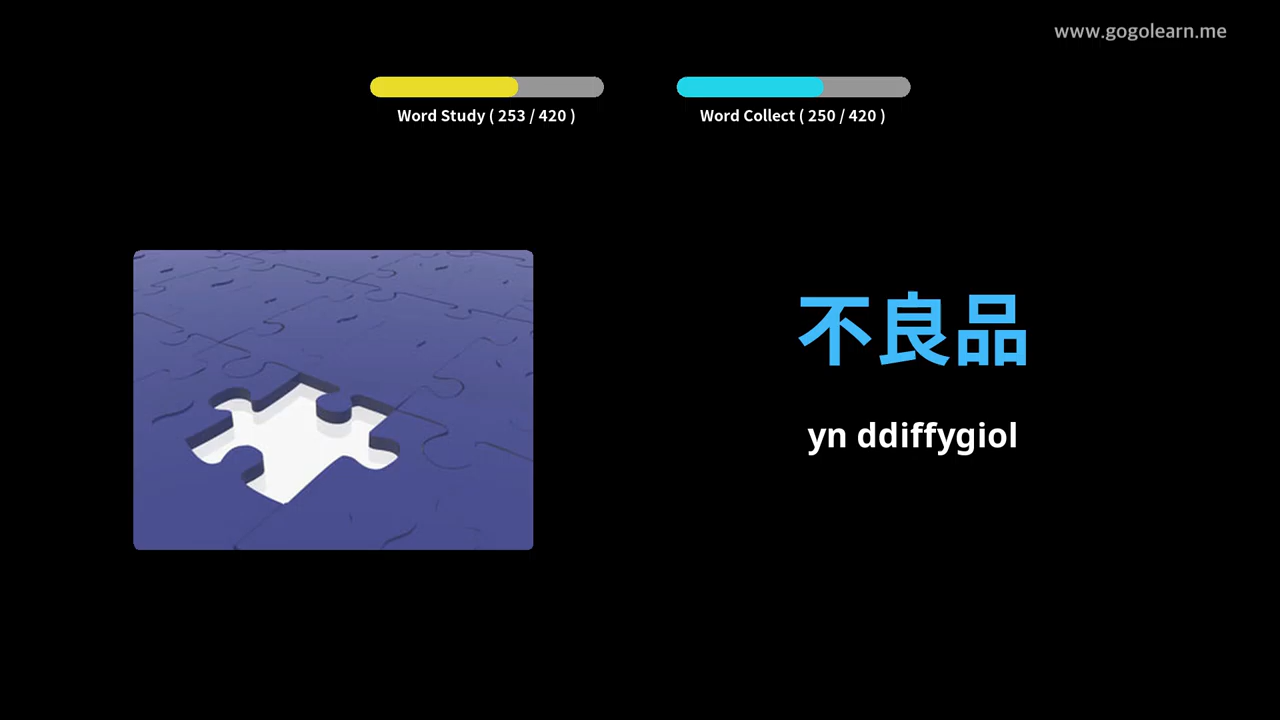 www.gogolearn.me
Word Study ( 253 / 420 )
Word Collect ( 250 / 420 )
不良品
yn ddiffygiol